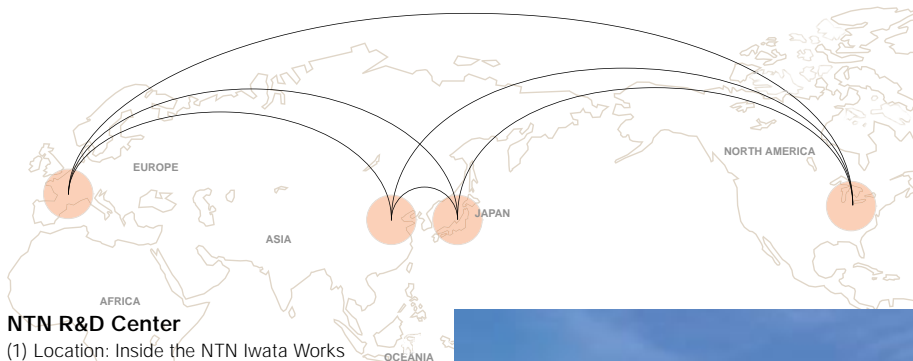 EUROPE
NORTH AMERICA
JAPAN
ASIA
AFRICA
NTN R&D Center
(1) Location: Inside the NTN Iwata Works
OCEANIA